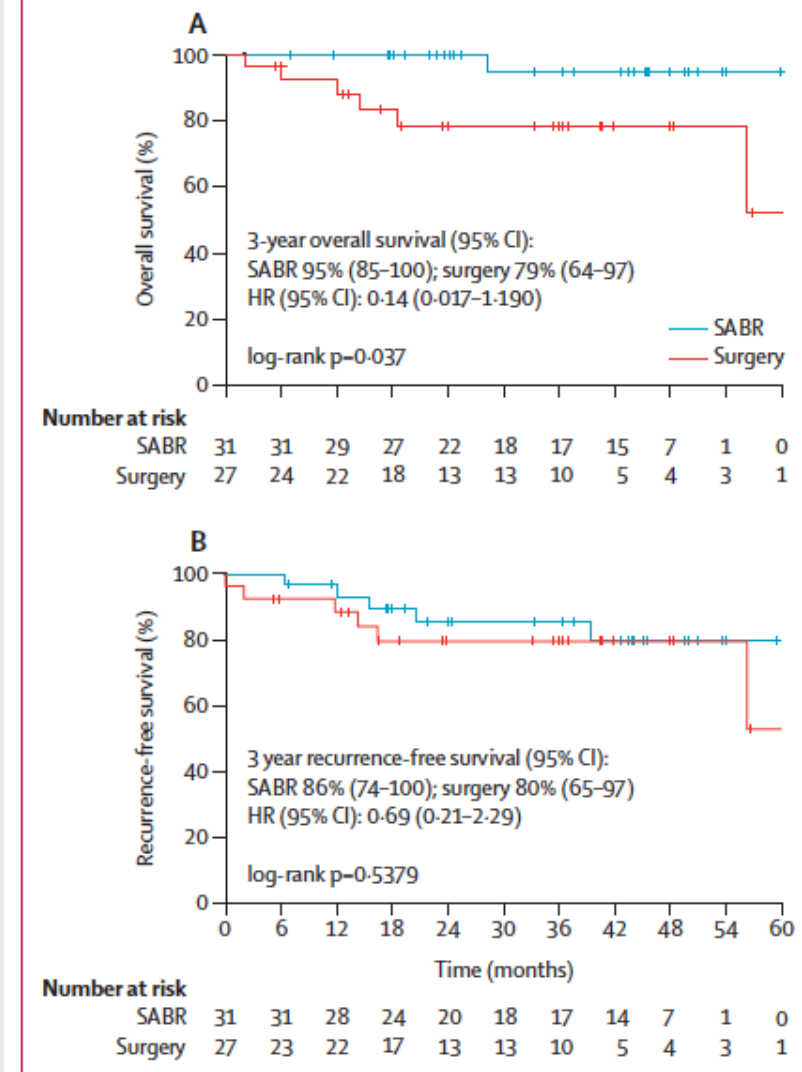 A
100
80
60
40
20
0
Overall survival (%)
3-year overall survival (95% CI):
SABR 95% (85–100); surgery 79% (64–97)
HR (95% CI): 0·14 (0·017–1·190)
log-rank p=0·037
SABR
Surgery
Number at risk
SABR 31 31 29 27 22 18 17 15 7 1 0
Surgery 27 24 22 18 13 13 10 5 4 3 1
B
100
80
60
40
20
0
Recurrence-free survival (%)
3 year recurrence-free survival (95% CI):
SABR 86% (74–100); surgery 80% (65–97)
HR (95% CI): 0·69 (0·21–2·29)
log-rank p=0·5379
0 6 12 18 24 30 36 42 48 54 60
Time (months)
Number at risk
SABR 31 31 28 24 20 18 17 14 7 1 0
Surgery 27 23 22 17 13 13 10 5 4 3 1